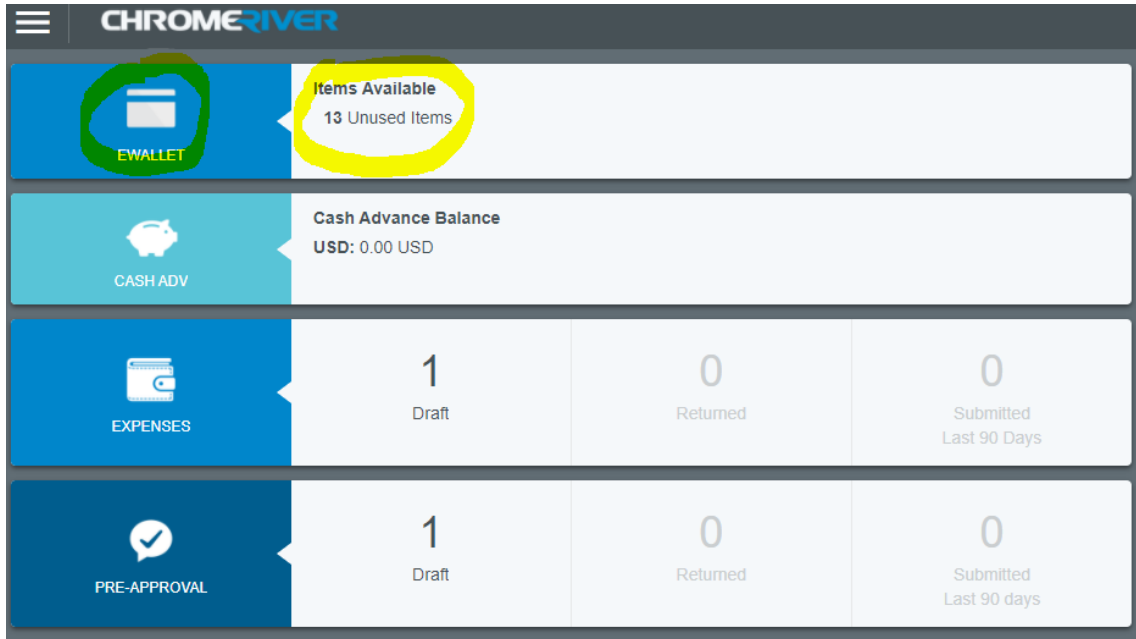 CHROMERIVER
EWALLET
Items Available
13 Unused Items
CASH ADV
Cash Advance Balance
USD: 0.00 USD
EXPENSES
1
Draft
0
Returned
0
Submitted
Last 90 Days
PRE-APPROVAL
1
Draft
0
Returned
0
Submitted
Last 90 days